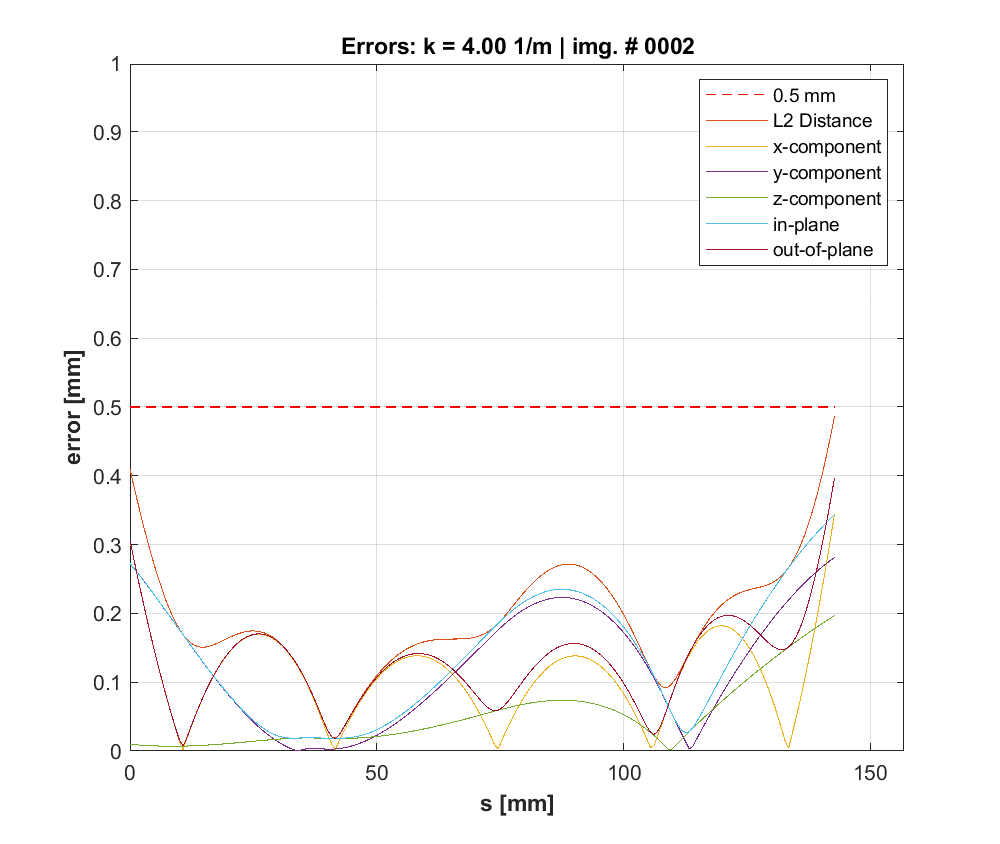 Errors: k = 4.00 1/m | img. # 0002
1
0.9
0.8
0.7
0.6
0.5
0.4
0.3
0.2
0.1
0
error [mm]
0.5 mm
L2 Distance
x-component
y-component
z-component
in-plane
out-of-plane
0 50 100 150
s [mm]